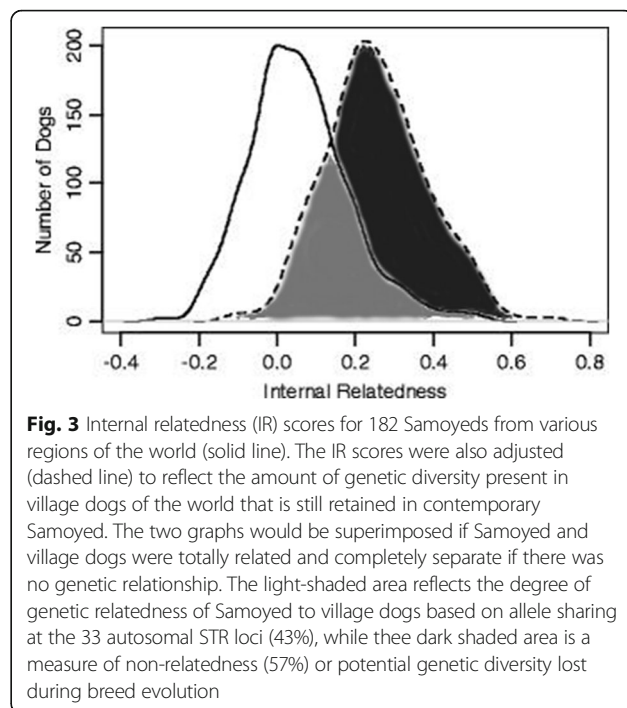 Number of Dogs
200
150
100
50
0
-0.4 -0.2 0.0 0.2 0.4 0.6 0.8
Internal Relatedness
Fig. 3 Internal relatedness (IR) scores for 182 Samoyeds from various
regions of the world (solid line). The IR scores were also adjusted
(dashed line) to reflect the amount of genetic diversity present in
village dogs of the world that is still retained in contemporary
Samoyed. The two graphs would be superimposed if Samoyed and
village dogs were totally related and completely separate if there was
no genetic relationship. The light-shaded area reflects the degree of
genetic relatedness of Samoyed to village dogs based on allele sharing
at the 33 autosomal STR loci (43%), while thee dark shaded area is a
measure of non-relatedness (57%) or potential genetic diversity lost
during breed evolution